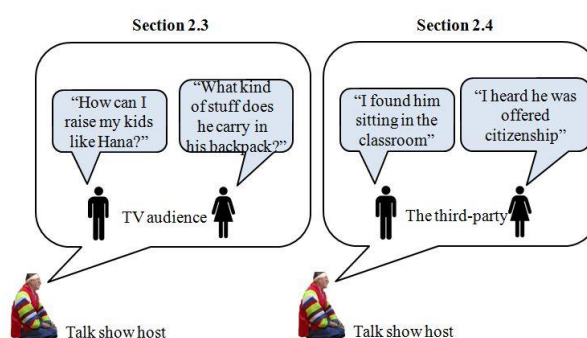 Section 2.3
“How can I
raise my kids
like Hana?”
“What kind
of stuff does
he carry in
his backpack?”
TV audience
Talk show host
Section 2.4
“I found him
sitting in the
classroom”
“I heard he was
offered
citizenship”
The third-party
Talk show host